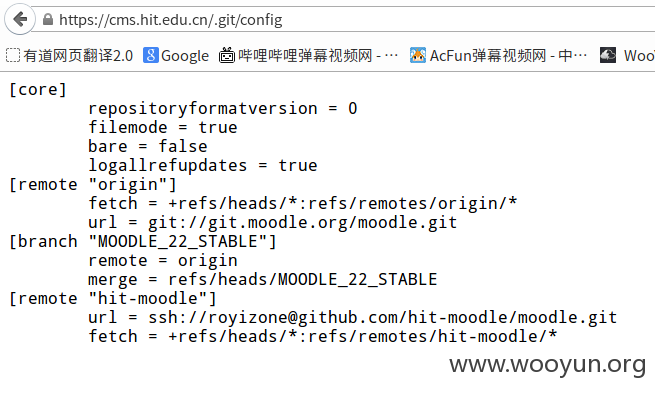 https://cms.hit.edu.cn/.git/config
有道网页翻译2.0 Google 哔哩哔哩弹幕视频网 - … AcFun弹幕视频网 - 中… Woo
[core]
repositoryformatversion = 0
filemode = true
bare = false
logallrefupdates = true
[remote "origin"]
fetch = +refs/heads/*:refs/remotes/origin/*
url = git://git.moodle.org/moodle.git
[branch "MOODLE_22_STABLE"]
remote = origin
merge = refs/heads/MOODLE_22_STABLE
[remote "hit-moodle"]
url = ssh://royizone@github.com/hit-moodle/moodle.git
fetch = +refs/heads/*:refs/remotes/hit-moodle/*
www.wooyun.org